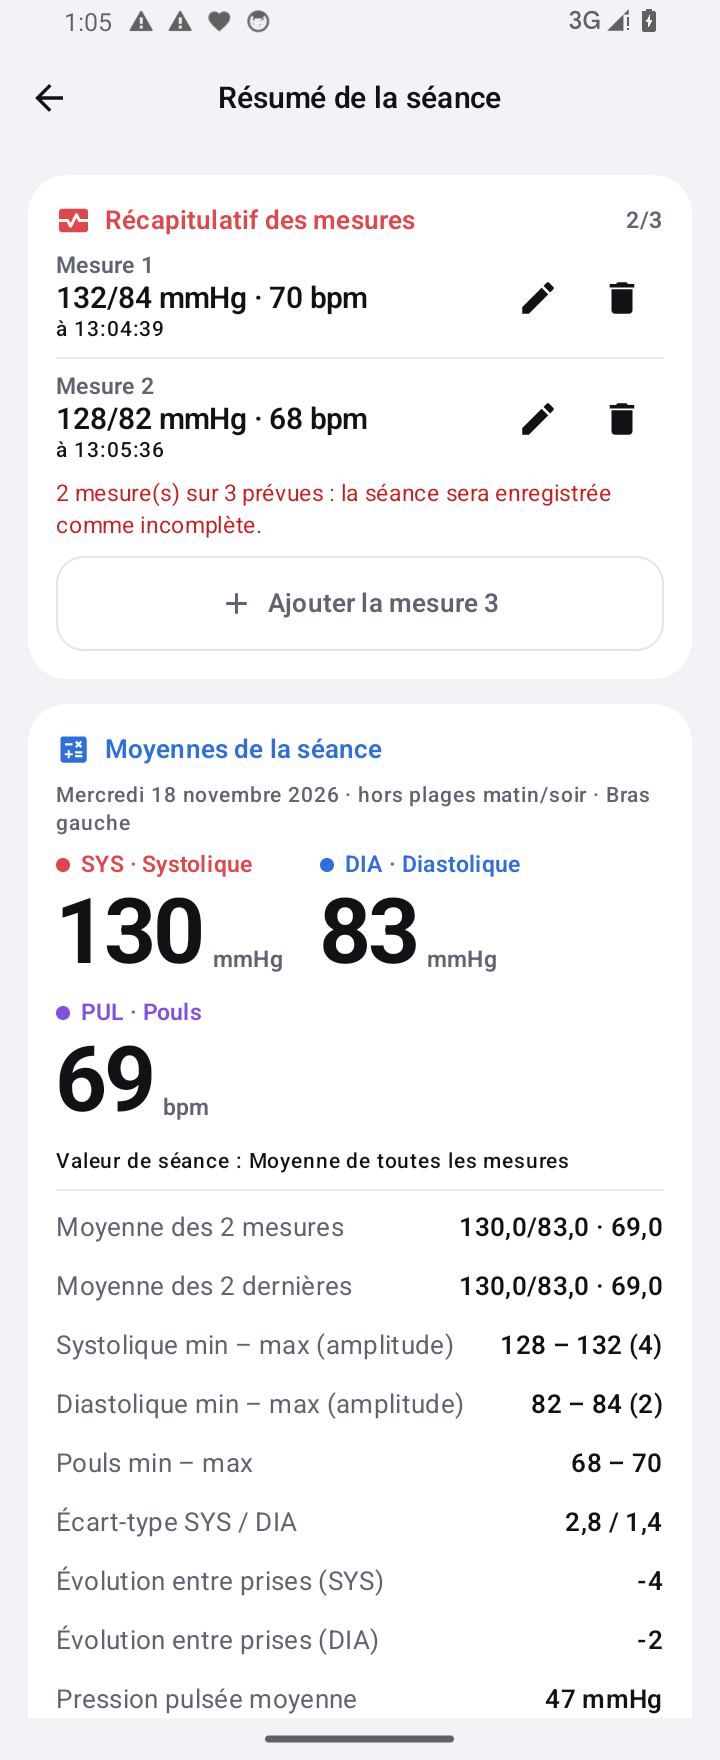 1:05
3G
Résumé de la séance
Récapitulatif des mesures 2/3
Mesure 1
132/84 mmHg · 70 bpm
à 13:04:39
Mesure 2
128/82 mmHg · 68 bpm
à 13:05:36
2 mesure(s) sur 3 prévues : la séance sera enregistrée
comme incomplète.
Ajouter la mesure 3
Moyennes de la séance
Mercredi 18 novembre 2026 · hors plages matin/soir · Bras
gauche
SYS · Systolique DIA · Diastolique
130 mmHg 83 mmHg
PUL · Pouls
69 bpm
Valeur de séance : Moyenne de toutes les mesures
Moyenne des 2 mesures 130,0/83,0 · 69,0
Moyenne des 2 dernières 130,0/83,0 · 69,0
Systolique min – max (amplitude) 128 – 132 (4)
Diastolique min – max (amplitude) 82 – 84 (2)
Pouls min – max 68 – 70
Écart-type SYS / DIA 2,8 / 1,4
Évolution entre prises (SYS) -4
Évolution entre prises (DIA) -2
Pression pulsée moyenne 47 mmHg